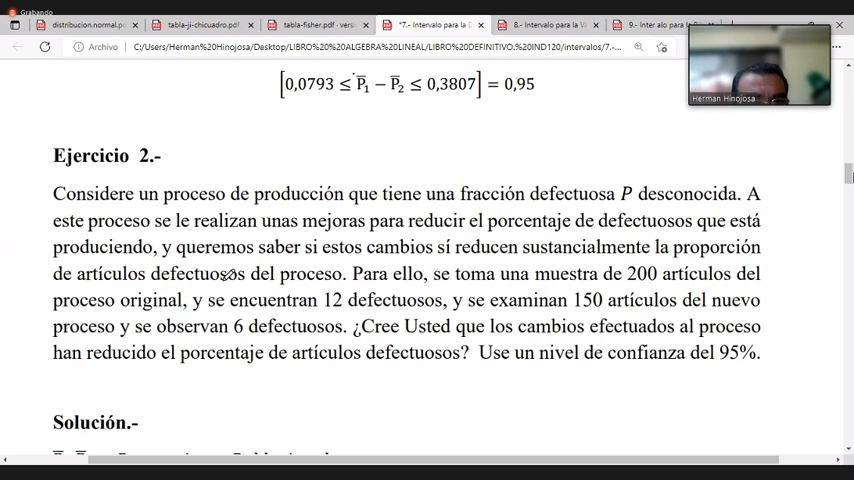 Grabando
distribucion.normal.pc
tabla-ji-chicuadro.pdf
tabla-fisher.pdf - versi
*7.- Intervalo para la D
8.- Intervalo para la Va
Archivo
C:/Users/Herman%20Hinojosa/Desktop/LIBRO%20%20ALGEBRA%20LINEAL/LIBRO%20DEFINITIVO.%20IND120/intervalos/7.-...
Herman Hinojosa
[0,0793 ≤ P̅₁ − P̅₂ ≤ 0,3807] = 0,95
Ejercicio 2.-
Considere un proceso de producción que tiene una fracción defectuosa P desconocida. A
este proceso se le realizan unas mejoras para reducir el porcentaje de defectuosos que está
produciendo, y queremos saber si estos cambios sí reducen sustancialmente la proporción
de artículos defectuosos del proceso. Para ello, se toma una muestra de 200 artículos del
proceso original, y se encuentran 12 defectuosos, y se examinan 150 artículos del nuevo
proceso y se observan 6 defectuosos. ¿Cree Usted que los cambios efectuados al proceso
han reducido el porcentaje de artículos defectuosos? Use un nivel de confianza del 95%.
Solución.-